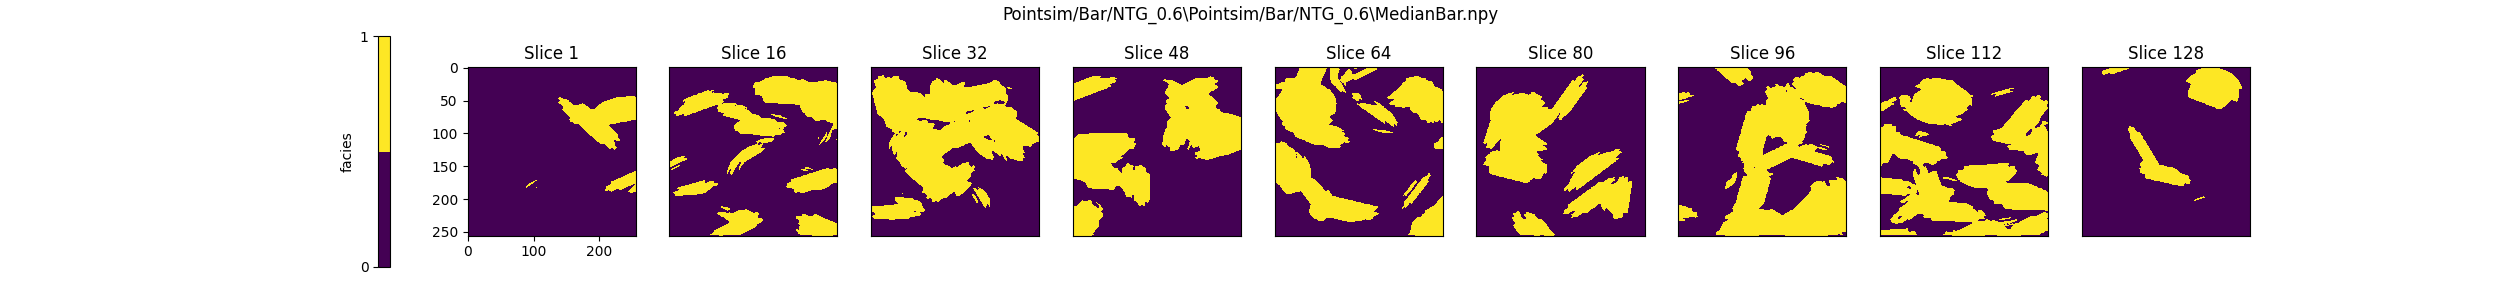 Pointsim/Bar/NTG_0.6\Pointsim/Bar/NTG_0.6\MedianBar.npy
Slice 1 Slice 16 Slice 32 Slice 48 Slice 64 Slice 80 Slice 96 Slice 112 Slice 128
1
facies
0
0
50
100
150
200
250
0 100 200